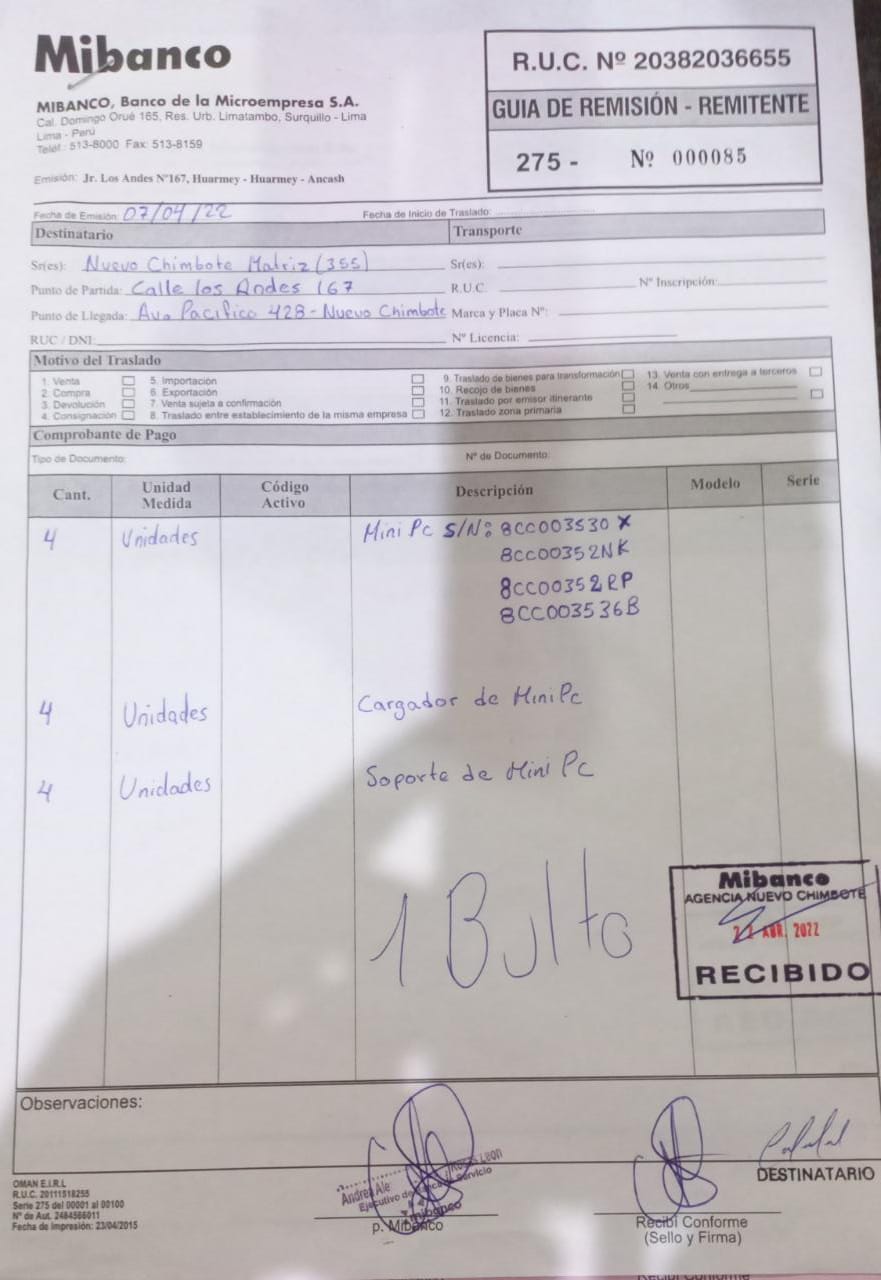 Mibanco
R.U.C. Nº 20382036655
MIBANCO, Banco de la Microempresa S.A.
Cal. Domingo Orué 165, Res. Urb. Limatambo, Surquillo - Lima
Lima - Perú
Teléf.: 513-8000 Fax: 513-8159
GUIA DE REMISIÓN - REMITENTE
275 - Nº 000085
Emisión: Jr. Los Andes Nº167, Huarmey - Huarmey - Ancash
Fecha de Emisión: 07/04/22 Fecha de Inicio de Traslado:
Destinatario Transporte
Sr(es): Nuevo Chimbote Matriz (355) Sr(es):
Punto de Partida: Calle los Andes 167 R.U.C. Nº Inscripción:
Punto de Llegada: Av. Pacifico 428 - Nuevo Chimbote Marca y Placa Nº:
RUC / DNI: Nº Licencia:
Motivo del Traslado
1. Venta 5. Importación 9. Traslado de bienes para transformación 13. Venta con entrega a terceros
2. Compra 6. Exportación 10. Recojo de bienes 14. Otros
3. Devolución 7. Venta sujeta a confirmación 11. Traslado por emisor itinerante
4. Consignación 8. Traslado entre establecimiento de la misma empresa 12. Traslado zona primaria
Comprobante de Pago
Tipo de Documento: Nº de Documento:
Cant. Unidad Medida Código Activo Descripción Modelo Serie
4 Unidades Mini Pc S/N: 8CC003530X
8CC00352NK
8CC00352RP
8CC003536B
4 Unidades Cargador de Mini Pc
4 Unidades Soporte de Mini Pc
1 Bulto
Mibanco
AGENCIA NUEVO CHIMBOTE
ABR. 2022
RECIBIDO
Observaciones:
OMAN E.I.R.L
R.U.C. 20111518255
Serie 275 del 00001 al 00100
Nº de Aut. 2484566011
Fecha de impresión: 23/04/2015
Ejecutivo de Servicio
mibanco
p. Mibanco
Recibí Conforme
(Sello y Firma)
DESTINATARIO